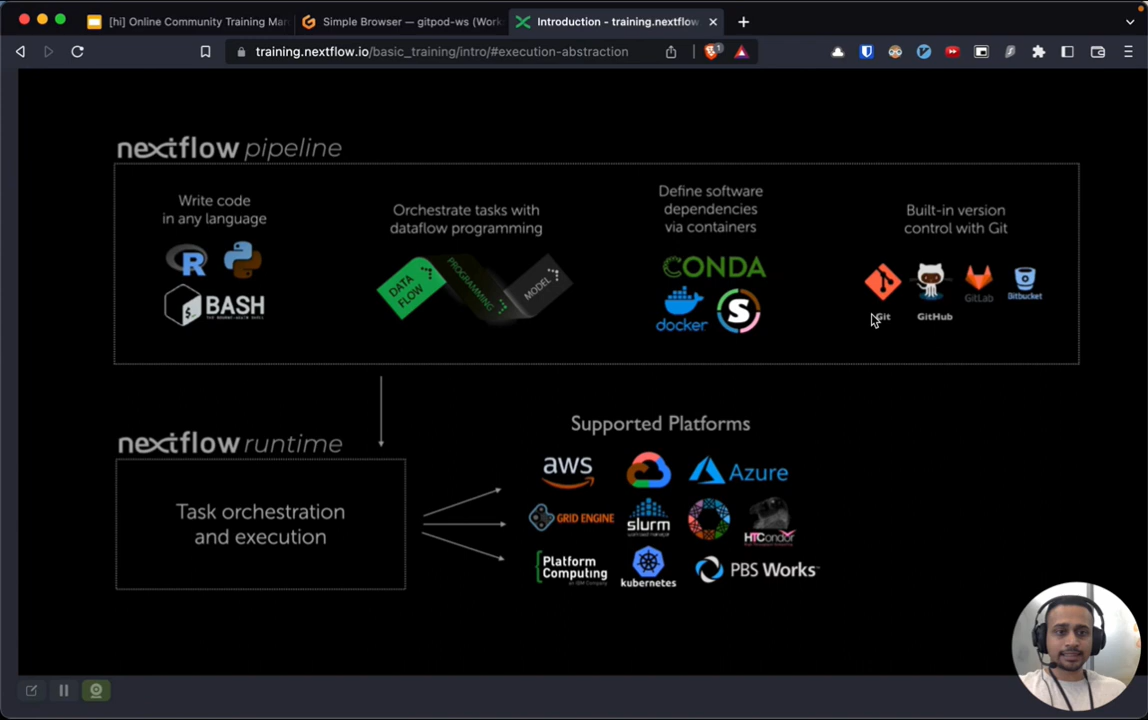 [hi] Online Community Training Mar
Simple Browser — gitpod-ws (Work
Introduction - training.nextflow
training.nextflow.io/basic_training/intro/#execution-abstraction
1
nextflow pipeline
Write code
in any language
R
BASH
Orchestrate tasks with
dataflow programming
DATA
FLOW
PROGRAMMING
MODEL
Define software
dependencies
via containers
CONDA
docker
S
Built-in version
control with Git
Git
GitHub
GitLab
Bitbucket
nextflow runtime
Task orchestration
and execution
Supported Platforms
aws
Azure
GRID ENGINE
slurm
workload manager
HTCondor
Platform
Computing
kubernetes
PBS Works